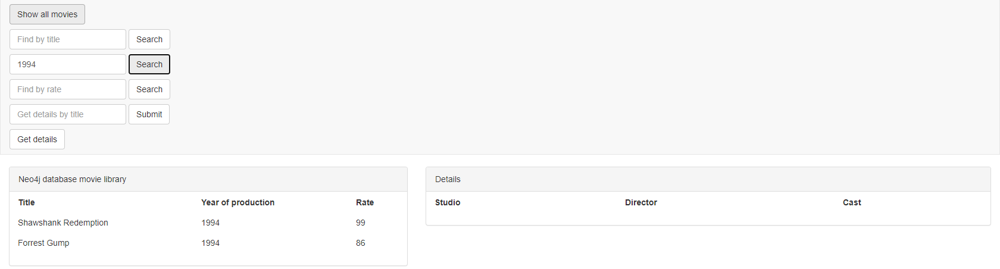 Show all movies
Find by title Search
1994 Search
Find by rate Search
Get details by title Submit
Get details
Neo4j database movie library
Title Year of production Rate
Shawshank Redemption 1994 99
Forrest Gump 1994 86
Details
Studio Director Cast